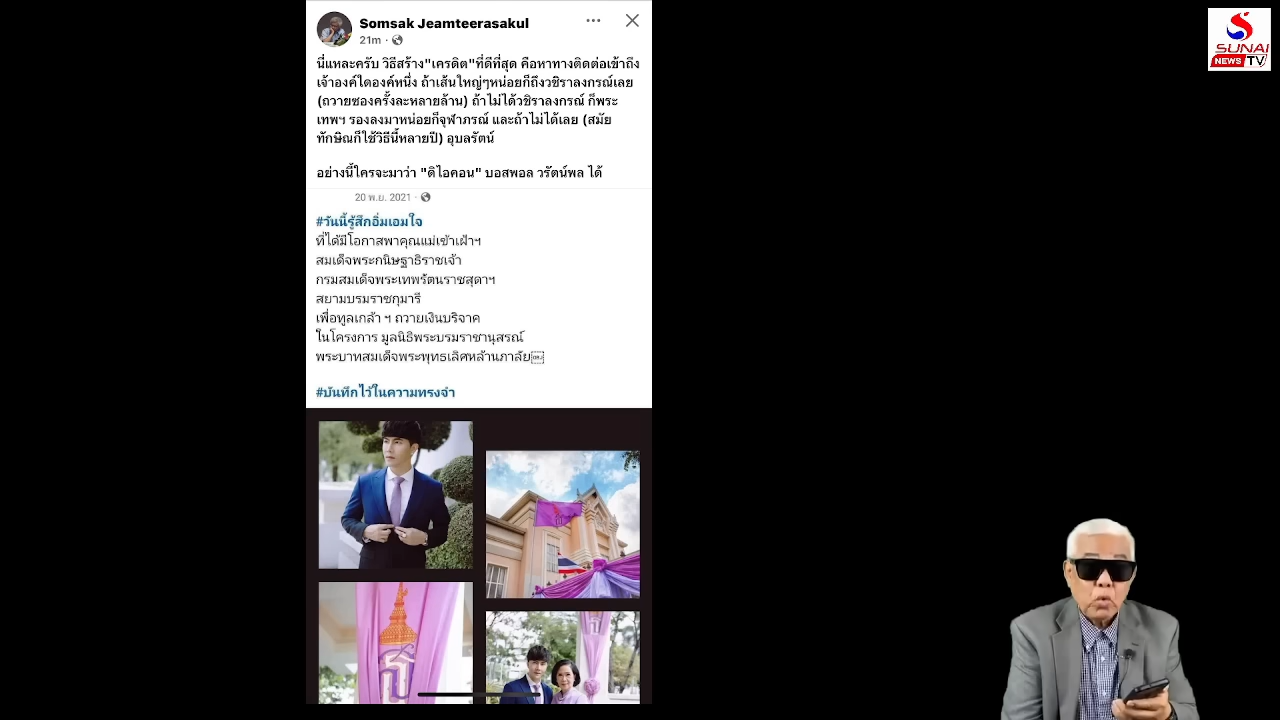 Somsak Jeamteerasakul
21m ·
นี่แหละครับ วิธีสร้าง"เครดิต"ที่ดีที่สุด คือหาทางติดต่อเข้าถึง
เจ้าองค์ใดองค์หนึ่ง ถ้าเส้นใหญ่ๆหน่อยก็ถึงวชิราลงกรณ์เลย
(ถวายซองครั้งละหลายล้าน) ถ้าไม่ได้วชิราลงกรณ์ ก็พระ
เทพฯ รองลงมาหน่อยก็จุฬาภรณ์ และถ้าไม่ได้เลย (สมัย
ทักษิณก็ใช้วิธีนี้หลายปี) อุบลรัตน์
อย่างนี้ใครจะมาว่า "ดิไอคอน" บอสพอล วรัตน์พล ได้
20 พ.ย. 2021 ·
#วันนี้รู้สึกอิ่มเอมใจ
ที่ได้มีโอกาสพาคุณแม่เข้าเฝ้าฯ
สมเด็จพระกนิษฐาธิราชเจ้า
กรมสมเด็จพระเทพรัตนราชสุดาฯ
สยามบรมราชกุมารี
เพื่อทูลเกล้า ฯ ถวายเงินบริจาค
ในโครงการ มูลนิธิพระบรมราชานุสรณ์
พระบาทสมเด็จพระพุทธเลิศหล้านภาลัย
#บันทึกไว้ในความทรงจำ
SUNAI
NEWS TV